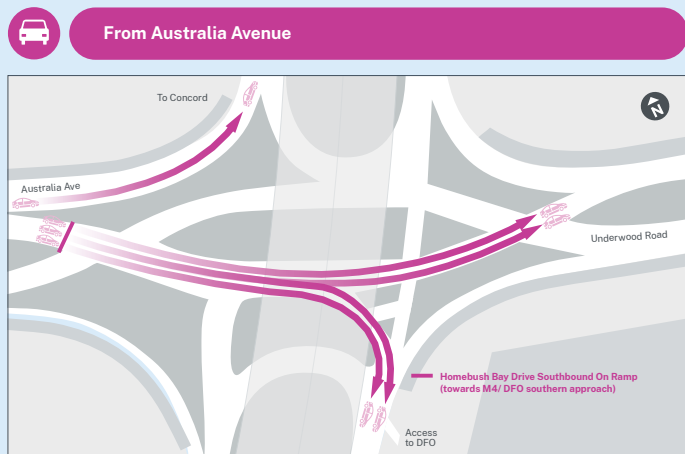 From Australia Avenue
To Concord
N
Australia Ave
Underwood Road
Homebush Bay Drive Southbound On Ramp
(towards M4/ DFO southern approach)
Access
to DFO